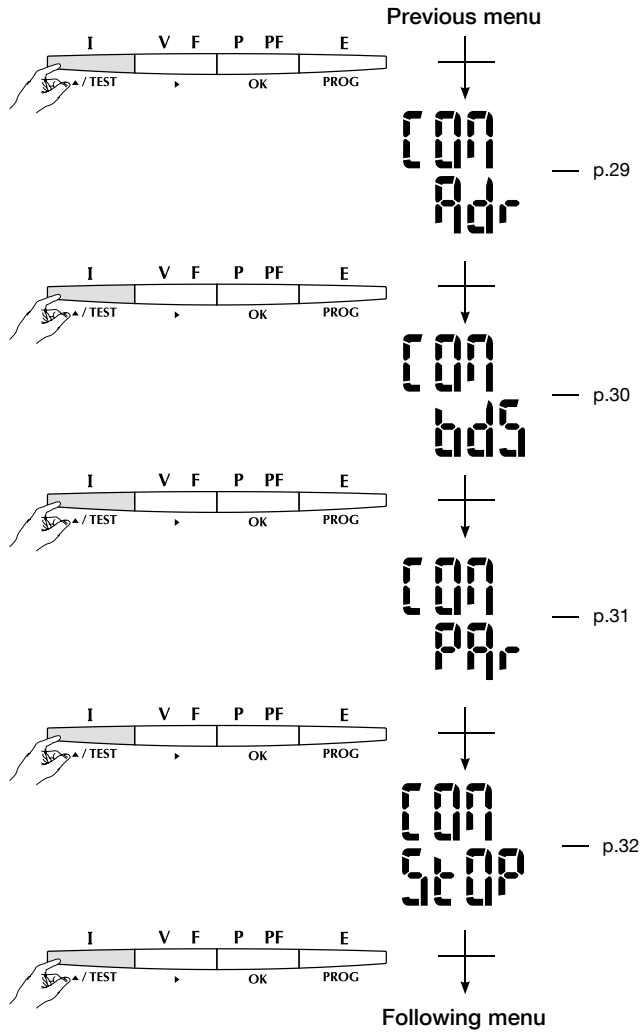 Previous menu
I V F P PF E
▲ / TEST ▶ OK PROG
COM
Adr
p.29
I V F P PF E
▲ / TEST ▶ OK PROG
COM
bdS
p.30
I V F P PF E
▲ / TEST ▶ OK PROG
COM
PAr
p.31
I V F P PF E
▲ / TEST ▶ OK PROG
COM
StOP
p.32
I V F P PF E
▲ / TEST ▶ OK PROG
Following menu